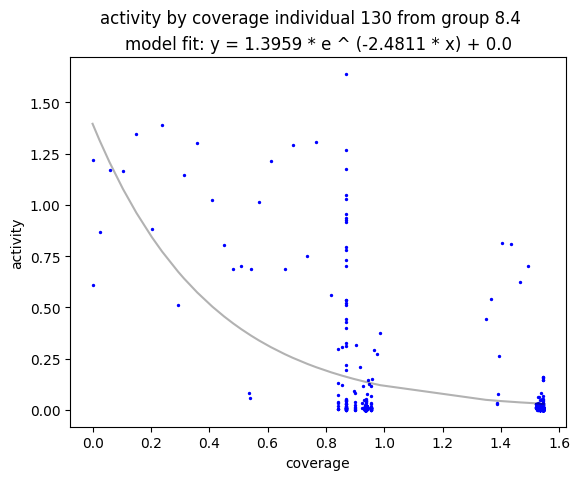 activity by coverage individual 130 from group 8.4
model fit: y = 1.3959 * e ^ (-2.4811 * x) + 0.0
1.50
1.25
1.00
0.75
0.50
0.25
0.00
activity
0.0 0.2 0.4 0.6 0.8 1.0 1.2 1.4 1.6
coverage